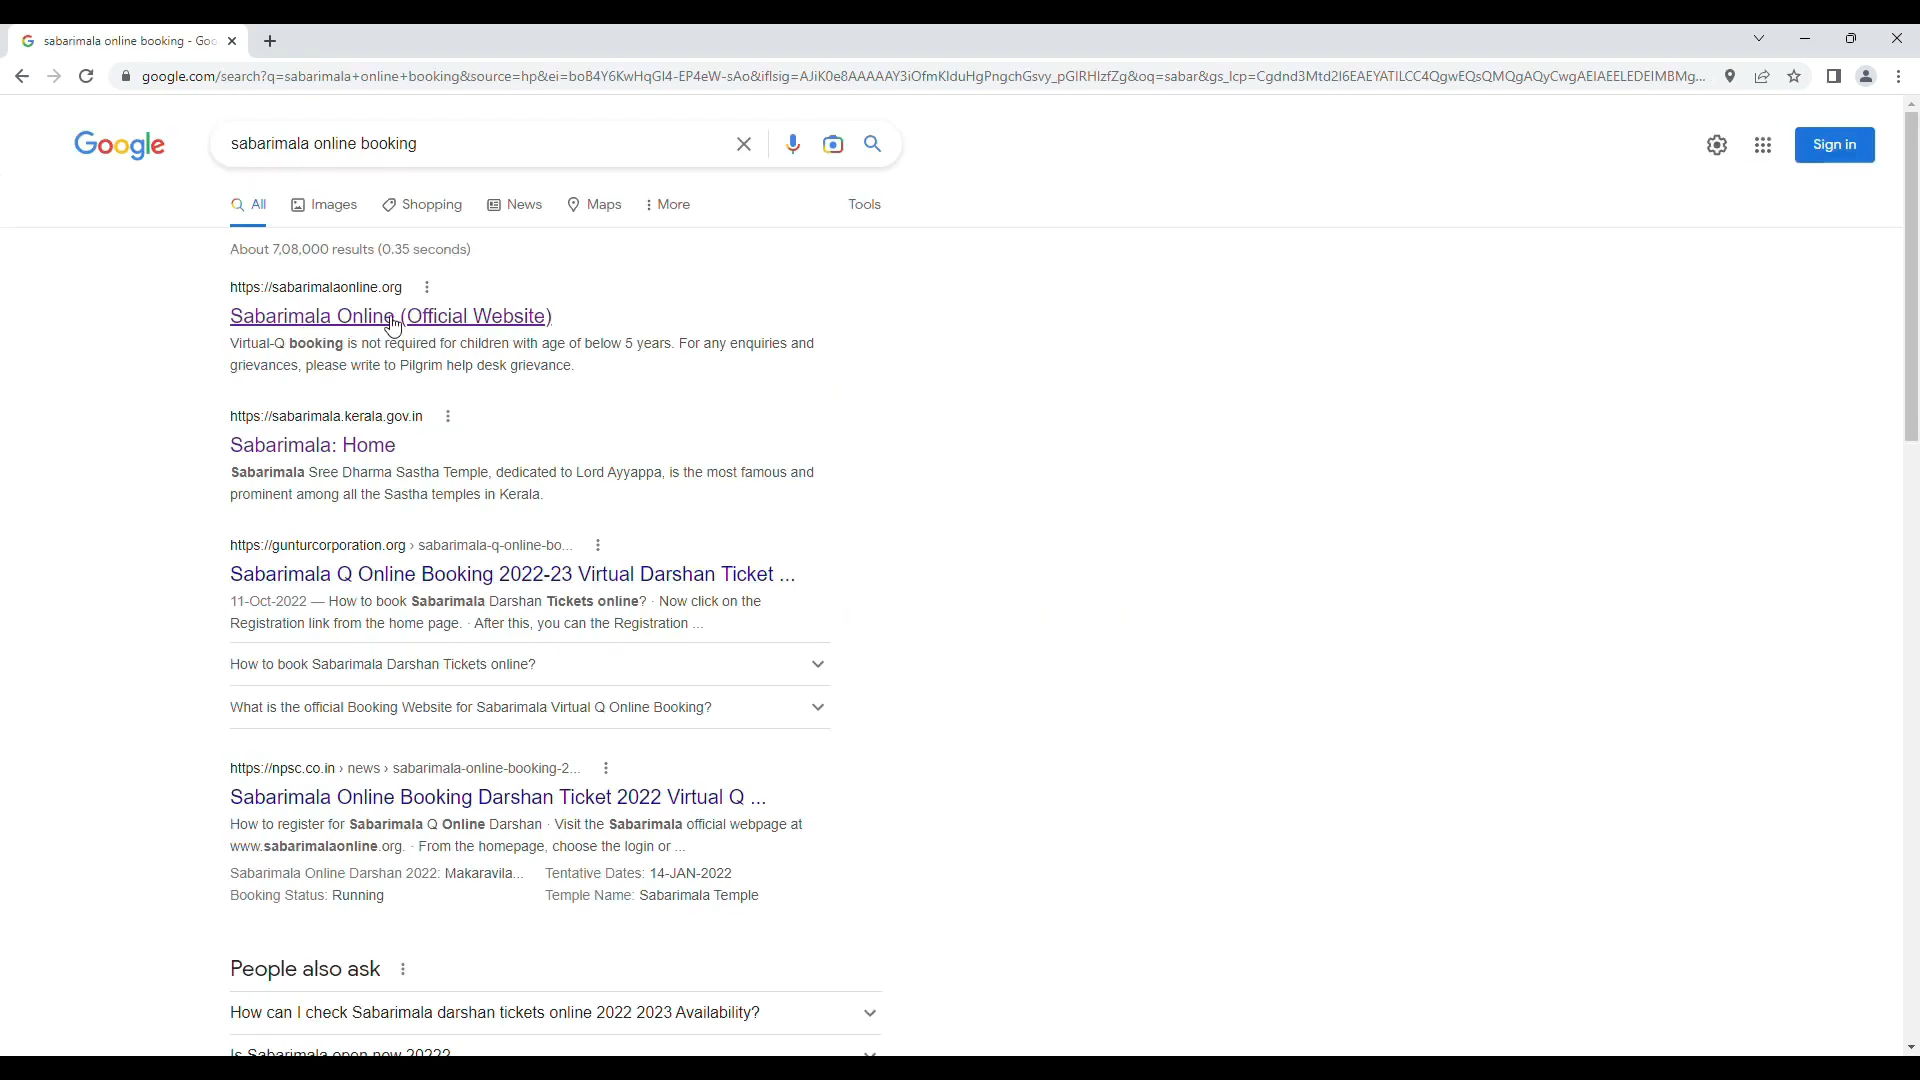 sabarimala online booking - Goo
google.com/search?q=sabarimala+online+booking&source=hp&ei=boB4Y6KwHqGl4-EP4eW-sAo&iflsig=AJiK0e8AAAAAY3iOfmKlduHgPngchGsvy_pGIRHIzfZg&oq=sabar&gs_lcp=Cgdnd3Mtd2l6EAEYATILCC4QgwEQsQMQgAQyCwgAEIAEELEDEIMBMg...
Google
sabarimala online booking
Sign in
All Images Shopping News Maps More Tools
About 7,08,000 results (0.35 seconds)
https://sabarimalaonline.org
Sabarimala Online (Official Website)
Virtual-Q booking is not required for children with age of below 5 years. For any enquiries and
grievances, please write to Pilgrim help desk grievance.
https://sabarimala.kerala.gov.in
Sabarimala: Home
Sabarimala Sree Dharma Sastha Temple, dedicated to Lord Ayyappa, is the most famous and
prominent among all the Sastha temples in Kerala.
https://gunturcorporation.org › sabarimala-q-online-bo...
Sabarimala Q Online Booking 2022-23 Virtual Darshan Ticket ...
11-Oct-2022 — How to book Sabarimala Darshan Tickets online? · Now click on the
Registration link from the home page. · After this, you can the Registration ...
How to book Sabarimala Darshan Tickets online?
What is the official Booking Website for Sabarimala Virtual Q Online Booking?
https://npsc.co.in › news › sabarimala-online-booking-2...
Sabarimala Online Booking Darshan Ticket 2022 Virtual Q ...
How to register for Sabarimala Q Online Darshan · Visit the Sabarimala official webpage at
www.sabarimalaonline.org. · From the homepage, choose the login or ...
Sabarimala Online Darshan 2022: Makaravila... Tentative Dates: 14-JAN-2022
Booking Status: Running Temple Name: Sabarimala Temple
People also ask
How can I check Sabarimala darshan tickets online 2022 2023 Availability?
Is Sabarimala open now 2022?